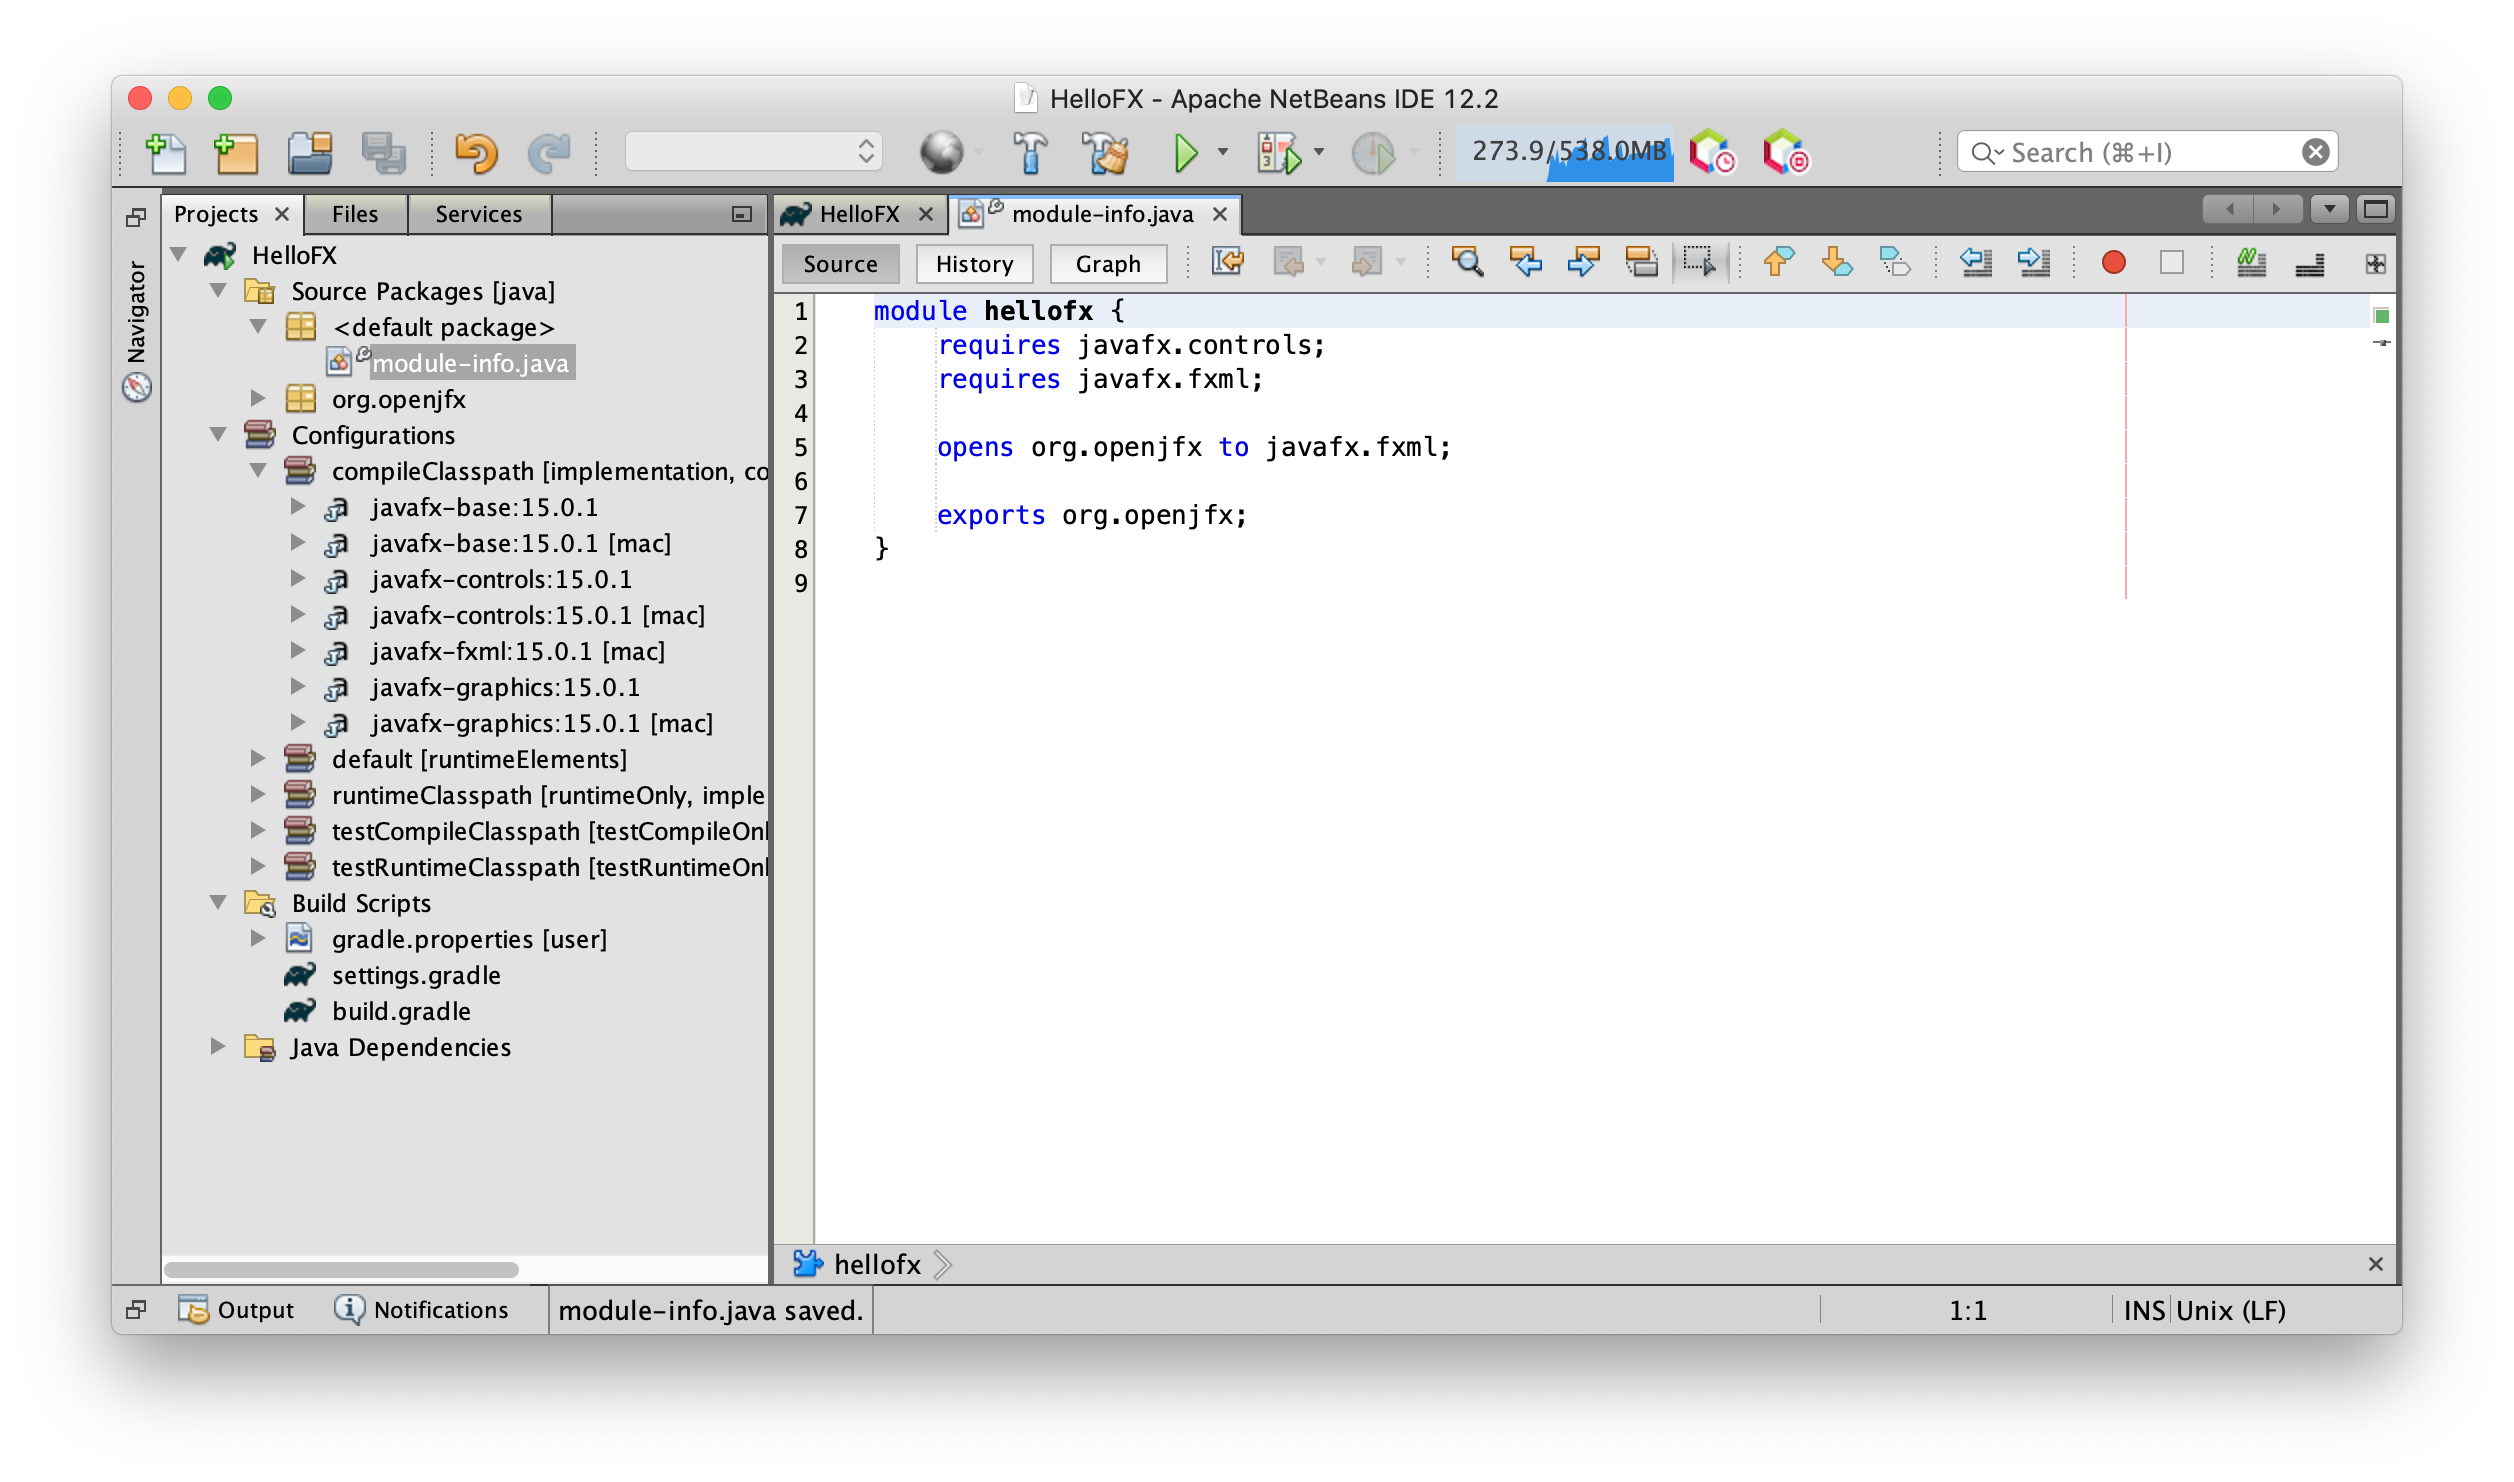 HelloFX - Apache NetBeans IDE 12.2
273.9/538.0MB
Search (⌘+I)
Projects
Files
Services
HelloFX
module-info.java
Navigator
HelloFX
Source Packages [java]
<default package>
module-info.java
org.openjfx
Configurations
compileClasspath [implementation, co
javafx-base:15.0.1
javafx-base:15.0.1 [mac]
javafx-controls:15.0.1
javafx-controls:15.0.1 [mac]
javafx-fxml:15.0.1 [mac]
javafx-graphics:15.0.1
javafx-graphics:15.0.1 [mac]
default [runtimeElements]
runtimeClasspath [runtimeOnly, imple
testCompileClasspath [testCompileOnl
testRuntimeClasspath [testRuntimeOnl
Build Scripts
gradle.properties [user]
settings.gradle
build.gradle
Java Dependencies
Source
History
Graph
1 module hellofx {
2 requires javafx.controls;
3 requires javafx.fxml;
4
5 opens org.openjfx to javafx.fxml;
6
7 exports org.openjfx;
8 }
9
hellofx
Output
Notifications
module-info.java saved.
1:1
INS
Unix (LF)